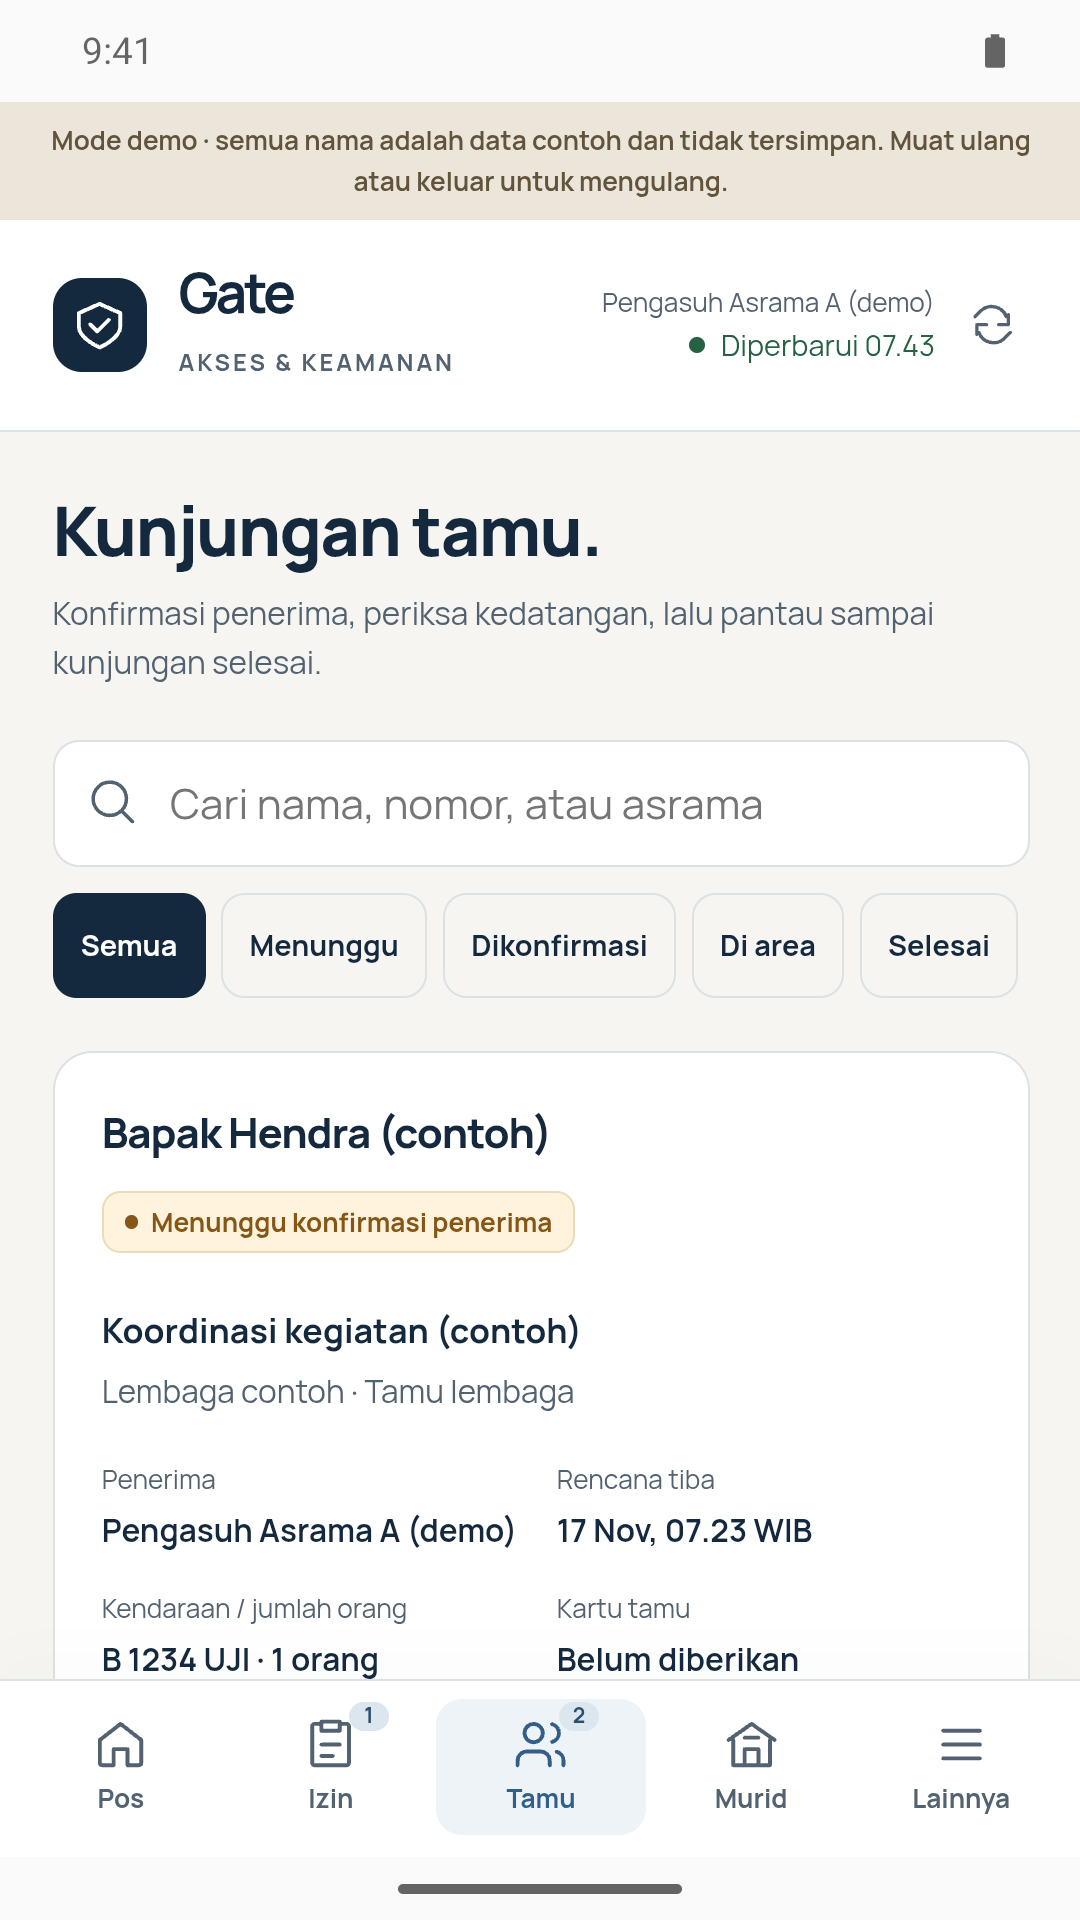 9:41
Mode demo · semua nama adalah data contoh dan tidak tersimpan. Muat ulang
atau keluar untuk mengulang.
Gate
AKSES & KEAMANAN
Pengasuh Asrama A (demo)
Diperbarui 07.43
Kunjungan tamu.
Konfirmasi penerima, periksa kedatangan, lalu pantau sampai
kunjungan selesai.
Cari nama, nomor, atau asrama
Semua
Menunggu
Dikonfirmasi
Di area
Selesai
Bapak Hendra (contoh)
Menunggu konfirmasi penerima
Koordinasi kegiatan (contoh)
Lembaga contoh · Tamu lembaga
Penerima
Pengasuh Asrama A (demo)
Rencana tiba
17 Nov, 07.23 WIB
Kendaraan / jumlah orang
B 1234 UJI · 1 orang
Kartu tamu
Belum diberikan
Pos
1
Izin
2
Tamu
Murid
Lainnya